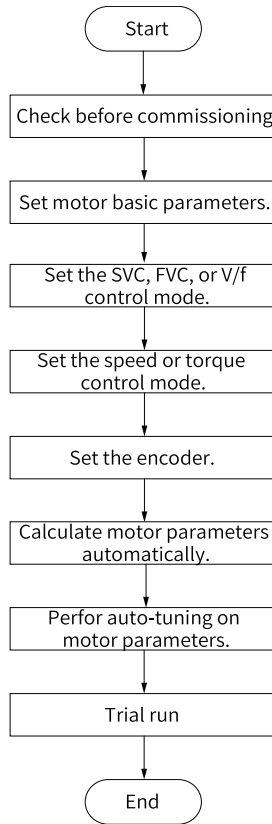 Start
Check before commissioning
Set motor basic parameters.
Set the SVC, FVC, or V/f
control mode.
Set the speed or torque
control mode.
Set the encoder.
Calculate motor parameters
automatically.
Perfor auto-tuning on
motor parameters.
Trial run
End